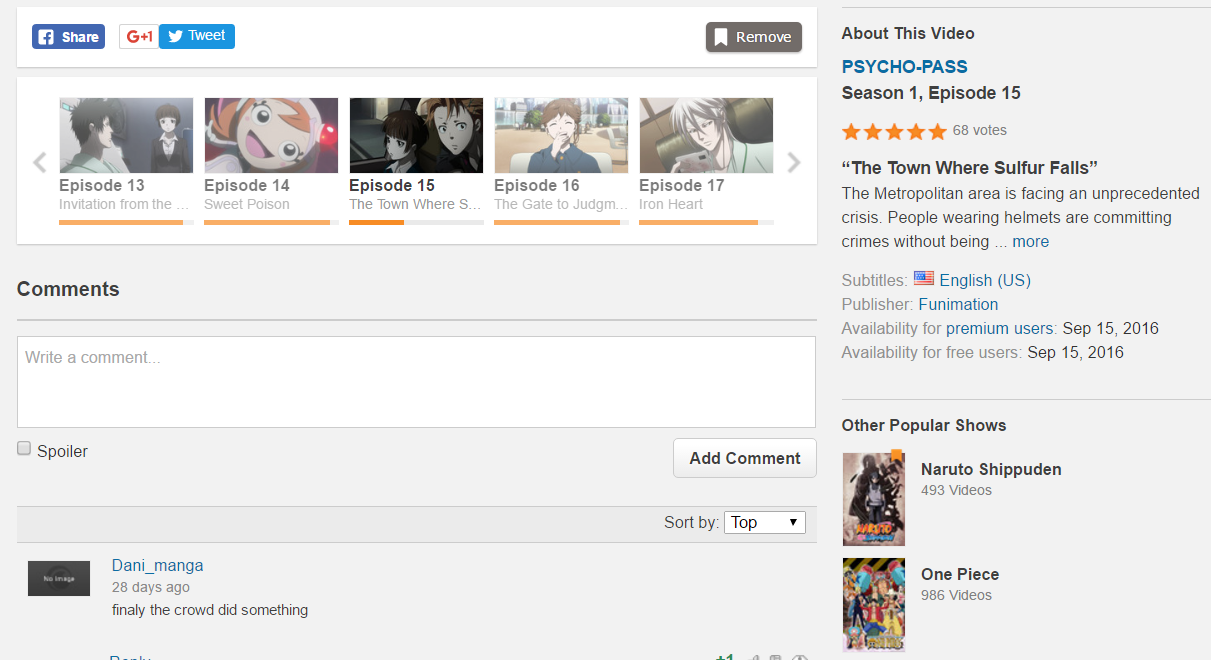 Share
G+1
Tweet
Remove
Episode 13
Invitation from the ...
Episode 14
Sweet Poison
Episode 15
The Town Where S...
Episode 16
The Gate to Judgm...
Episode 17
Iron Heart
Comments
Write a comment...
Spoiler
Add Comment
Sort by: Top
No Image
Dani_manga
28 days ago
finaly the crowd did something
Reply
+1
About This Video
PSYCHO-PASS
Season 1, Episode 15
68 votes
“The Town Where Sulfur Falls”
The Metropolitan area is facing an unprecedented
crisis. People wearing helmets are committing
crimes without being ... more
Subtitles: English (US)
Publisher: Funimation
Availability for premium users: Sep 15, 2016
Availability for free users: Sep 15, 2016
Other Popular Shows
Naruto Shippuden
493 Videos
One Piece
986 Videos